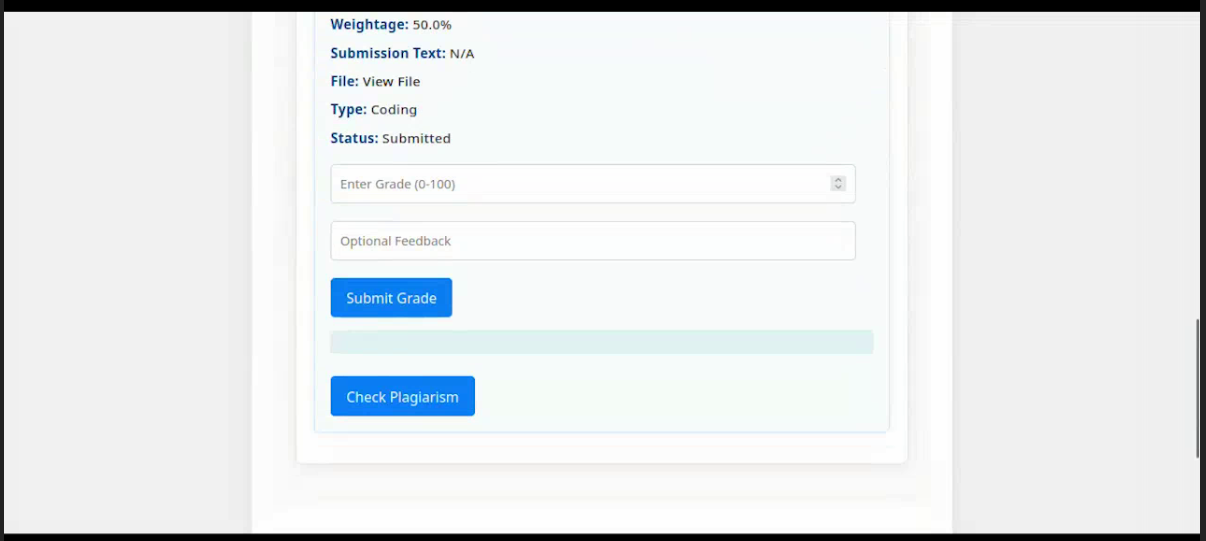 Weightage: 50.0%
Submission Text: N/A
File: View File
Type: Coding
Status: Submitted
Enter Grade (0-100)
Optional Feedback
Submit Grade
Check Plagiarism